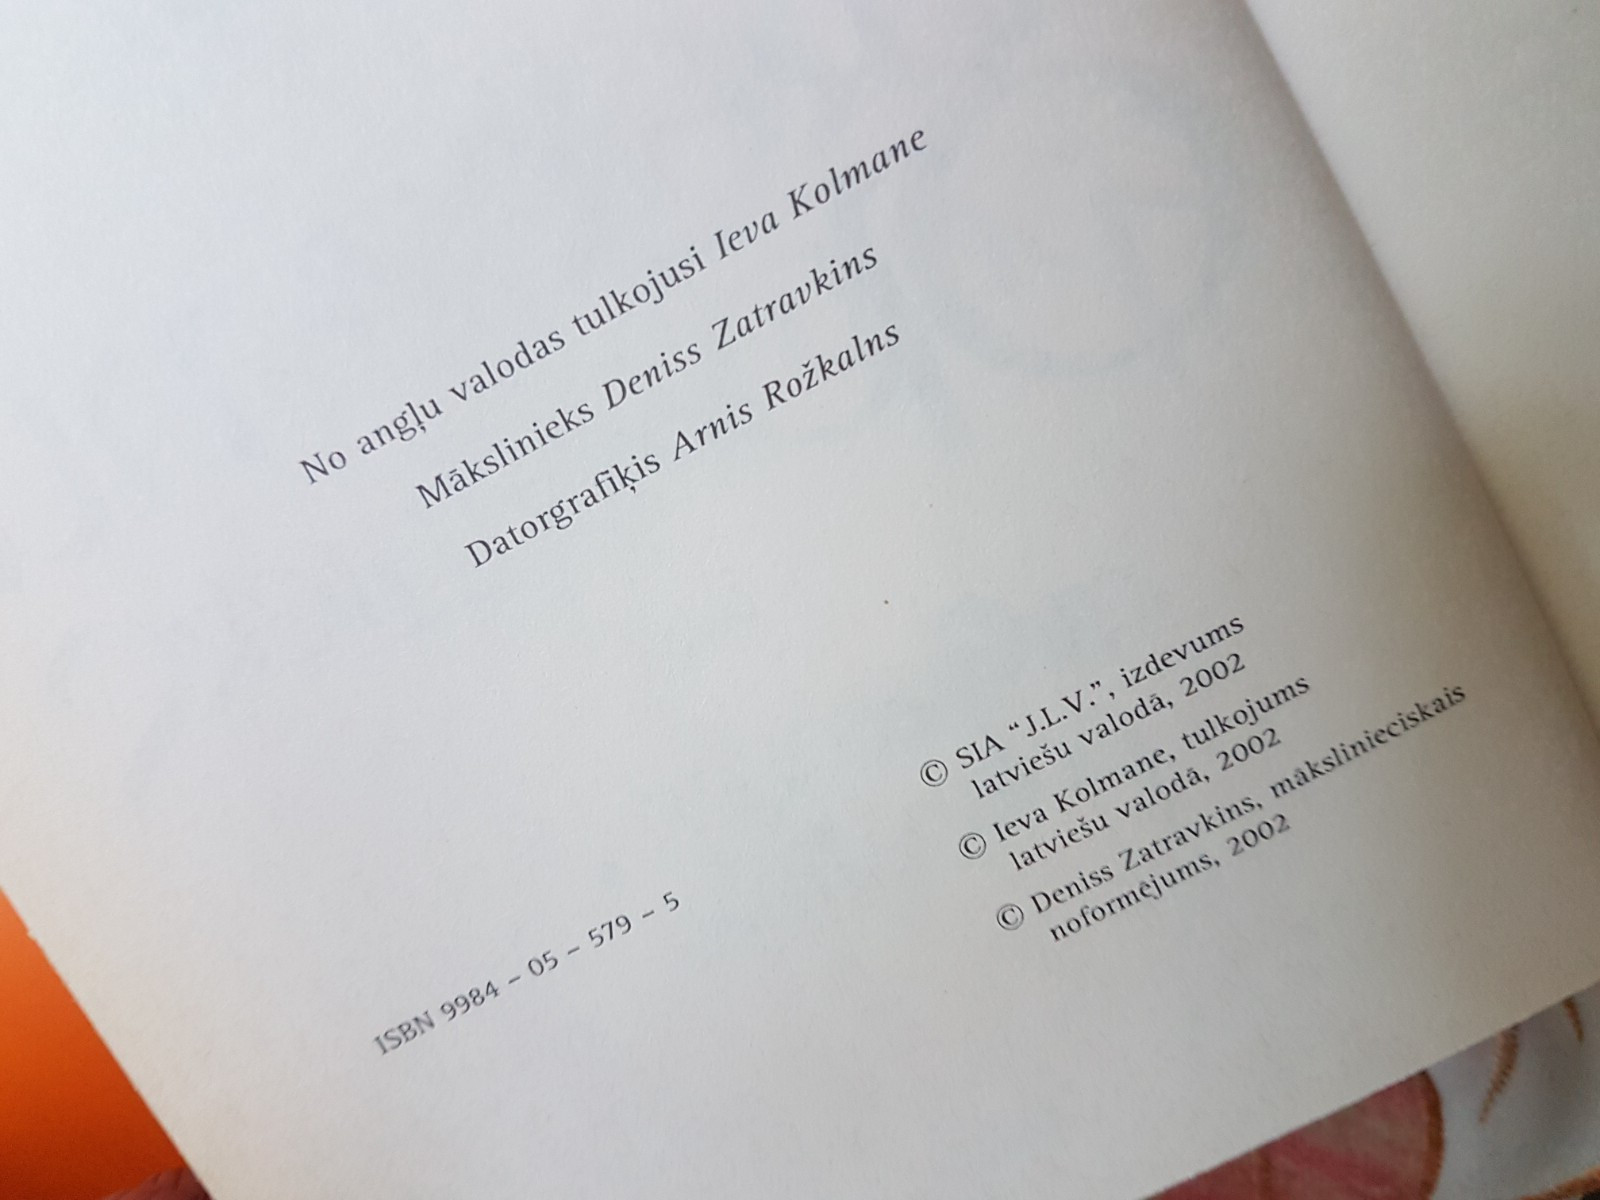 No angļu valodas tulkojusi Ieva Kolmane
Mākslinieks Deniss Zatravkins
Datorgrafiķis Arnis Rožkalns
© SIA “J.L.V.”, izdevums
latviešu valodā, 2002
© Ieva Kolmane, tulkojums
latviešu valodā, 2002
© Deniss Zatravkins, mākslinieciskais
noformējums, 2002
ISBN 9984 – 05 – 579 – 5